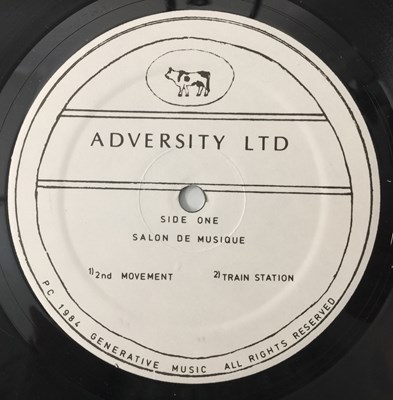 ADVERSITY LTD
SIDE ONE
SALON DE MUSIQUE
1) 2nd MOVEMENT 2) TRAIN STATION
PC 1984 GENERATIVE MUSIC ALL RIGHTS RESERVED